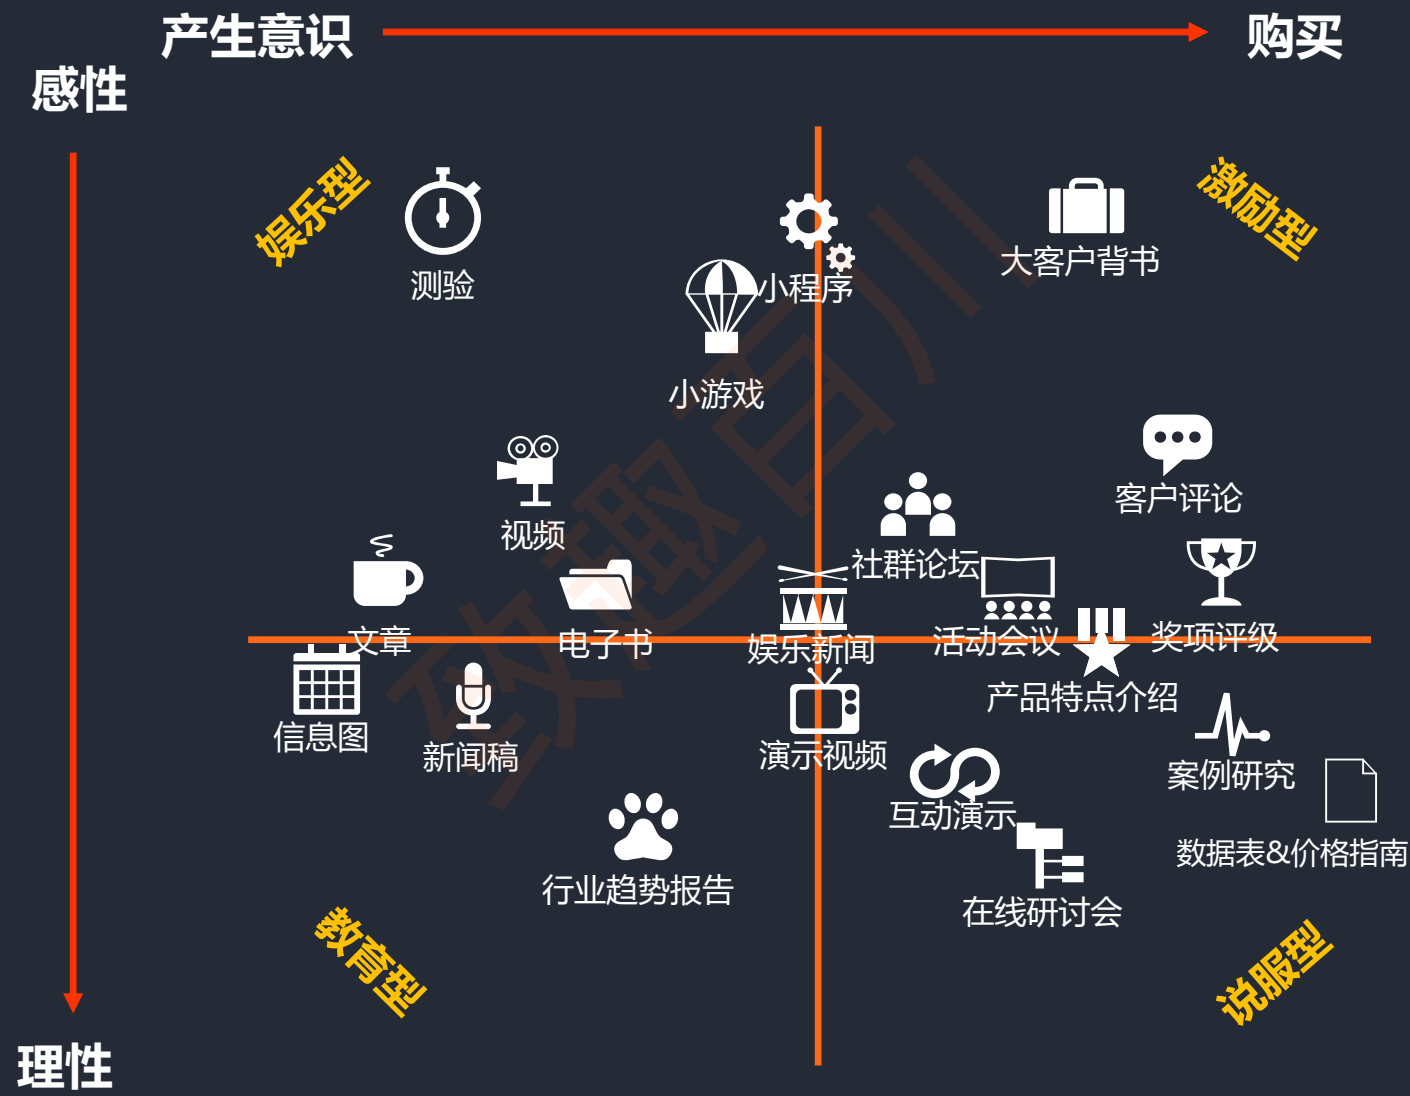 产生意识
购买
感性
娱乐型
激励型
测验
小程序
大客户背书
小游戏
客户评论
视频
社群论坛
文章
电子书
娱乐新闻
活动会议
奖项评级
信息图
新闻稿
演示视频
产品特点介绍
案例研究
互动演示
数据表&价格指南
行业趋势报告
在线研讨会
教育型
说服型
理性
致趣百川